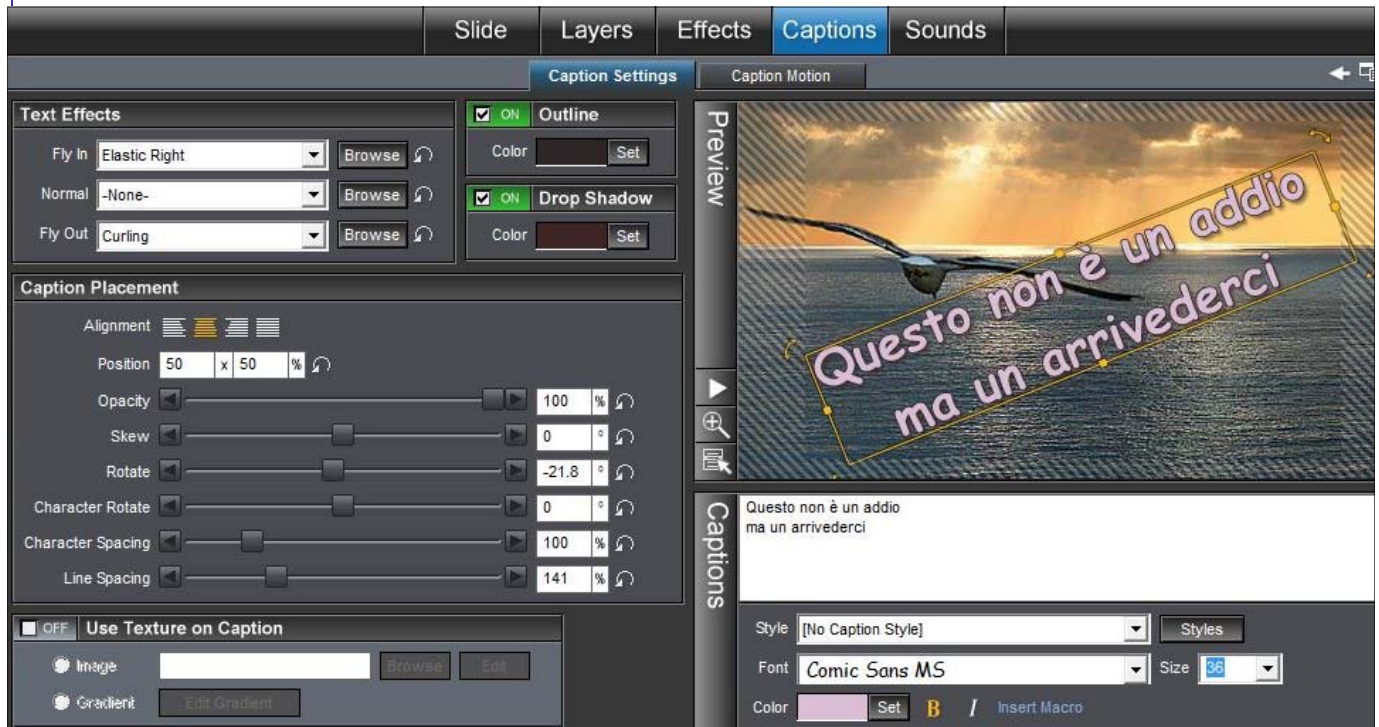 Slide Layers Effects Captions Sounds
Caption Settings Caption Motion
Text Effects
Fly In Elastic Right Browse
Normal -None- Browse
Fly Out Curling Browse
ON Outline
Color Set
ON Drop Shadow
Color Set
Caption Placement
Alignment
Position 50 x 50 %
Opacity 100 %
Skew 0 °
Rotate -21.8 °
Character Rotate 0 °
Character Spacing 100 %
Line Spacing 141 %
OFF Use Texture on Caption
Image Browse Edit
Gradient Edit Gradient
Preview
Questo non è un addio
ma un arrivederci
Captions
Questo non è un addio
ma un arrivederci
Style [No Caption Style] Styles
Font Comic Sans MS Size 36
Color Set B I Insert Macro